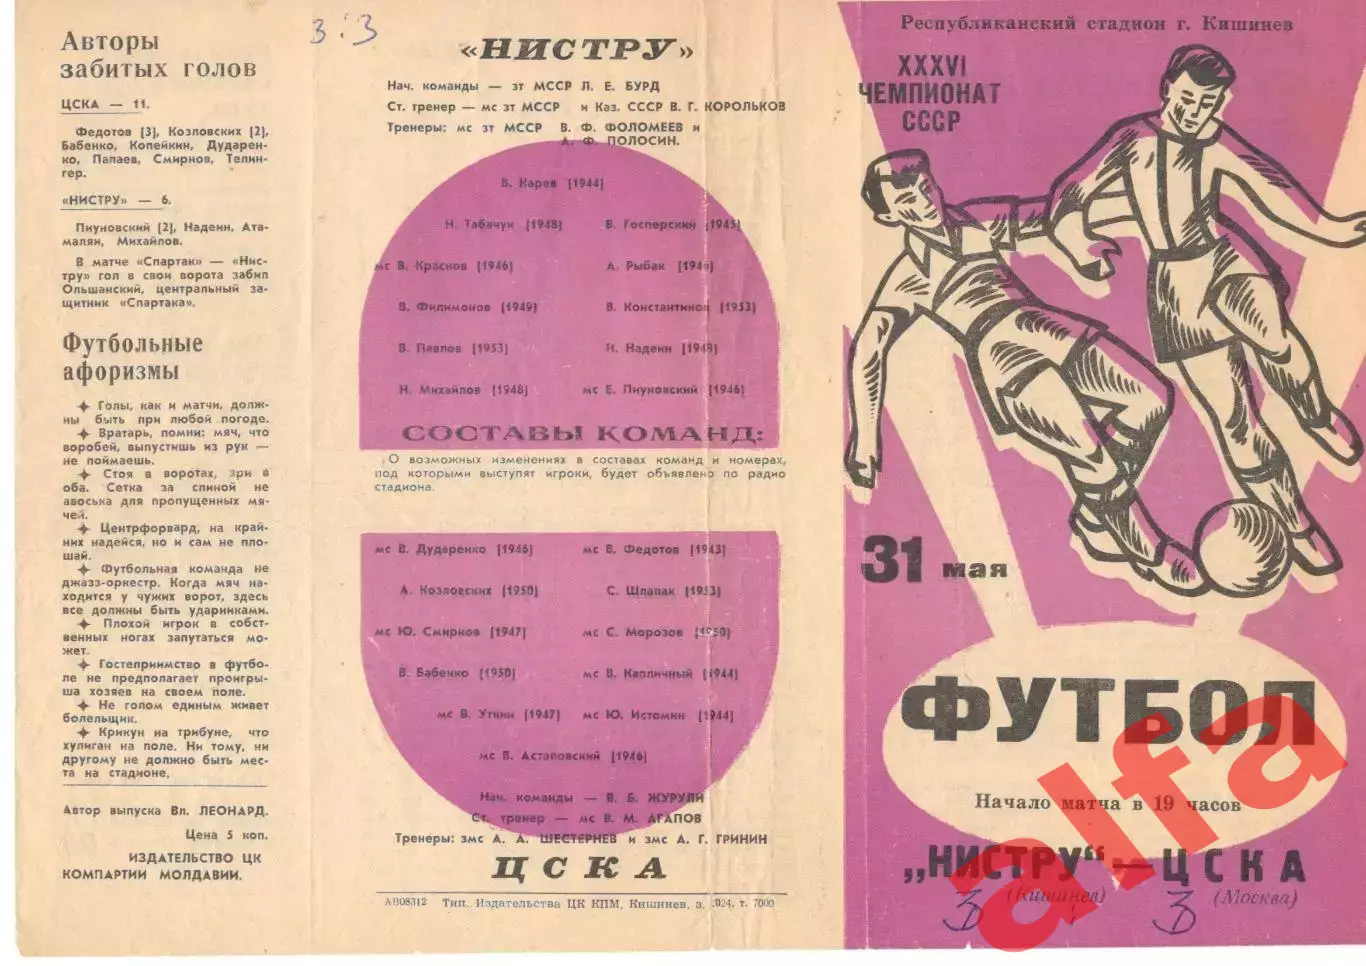 Авторы
забитых голов
ЦСКА — 11.
Федотов [3], Козловских [2],
Бабенко, Копейкин, Дударен-
ко, Папаев, Смирнов, Телин-
гер.
«НИСТРУ» — 6.
Пиуновский [2], Надеин, Ата-
малян, Михайлов.
В матче «Спартак» — «Нис-
тру» гол в свои ворота забил
Ольшанский, центральный за-
щитник «Спартака».
Футбольные
афоризмы
Голы, как и матчи, долж-
ны быть при любой погоде.
Вратарь, помни: мяч, что
воробей, выпустишь из рук —
не поймаешь.
Стоя в воротах, зри в
оба. Сетка за спиной не
авоська для пропущенных мя-
чей.
Центрфорвард, на край-
них надейся, но и сам не пло-
шай.
Футбольная команда не
джазз-оркестр. Когда мяч на-
ходится у чужих ворот, здесь
все должны быть ударниками.
Плохой игрок в собст-
венных ногах запутаться мо-
жет.
Гостеприимство в футбо-
ле не предполагает проигры-
ша хозяев на своем поле.
Не голом единым живет
болельщик.
Крикун на трибуне, что
хулиган на поле. Ни тому, ни
другому не должно быть мес-
та на стадионе.
Автор выпуска Вл. ЛЕОНАРД.
Цена 5 коп.
ИЗДАТЕЛЬСТВО ЦК
КОМПАРТИИ МОЛДАВИИ.
3:3
«НИСТРУ»
Нач. команды — зт МССР Л. Е. БУРД
Ст. тренер — мс зт МССР и Каз. СССР В. Г. КОРОЛЬКОВ
Тренеры: мс зт МССР В. Ф. ФОЛОМЕЕВ и
А. Ф. ПОЛОСИН.
В. Карев [1944]
Н. Табачун [1948] В. Госперский [1945]
мс В. Краснов [1946] А. Рыбак [1946]
В. Филимонов [1949] В. Константинов [1953]
В. Павлов [1953] Н. Надеин [1948]
Н. Михайлов [1948] мс Е. Пиуновский [1946]
СОСТАВЫ КОМАНД:
О возможных изменениях в составах команд и номерах,
под которыми выступят игроки, будет объявлено по радио
стадиона.
мс В. Дударенко [1946] мс В. Федотов [1943]
А. Козловских [1950] С. Шлапак [1953]
мс Ю. Смирнов [1947] мс С. Морозов [1950]
В. Бабенко [1950] мс В. Капличный [1944]
мс В. Уткин [1947] мс Ю. Истомин [1944]
мс В. Астаповский [1946]
Нач. команды — В. Б. ЖУРУЛИ
Ст. тренер — мс В. М. АГАПОВ
Тренеры: змс А. А. ШЕСТЕРНЕВ и змс А. Г. ГРИНИН
ЦСКА
АВ08312 Тип. Издательства ЦК КПМ, Кишинев, з. 1024, т. 7000
Республиканский стадион г. Кишинев
XXXVI
ЧЕМПИОНАТ
СССР
31 мая
ФУТБОЛ
Начало матча в 19 часов
„НИСТРУ“ — ЦСКА
(Кишинев) (Москва)
3 : 3
alfa